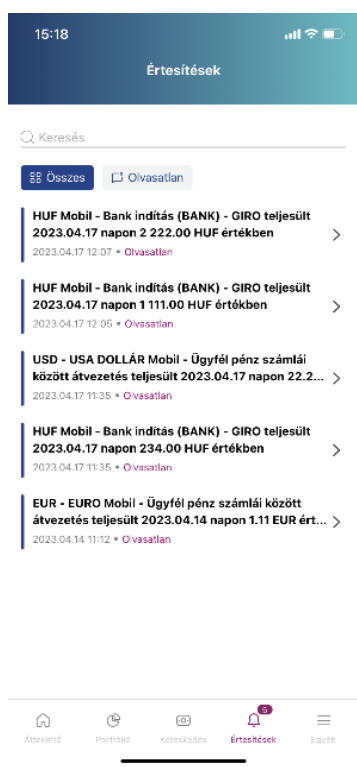 15:18
Értesítések
Keresés
Összes
Olvasatlan
HUF Mobil - Bank indítás (BANK) - GIRO teljesült
2023.04.17 napon 2 222.00 HUF értékben
2023.04.17 12:07 • Olvasatlan
HUF Mobil - Bank indítás (BANK) - GIRO teljesült
2023.04.17 napon 1 111.00 HUF értékben
2023.04.17 12:05 • Olvasatlan
USD - USA DOLLÁR Mobil - Ügyfél pénz számlái
között átvezetés teljesült 2023.04.17 napon 22.2...
2023.04.17 11:35 • Olvasatlan
HUF Mobil - Bank indítás (BANK) - GIRO teljesült
2023.04.17 napon 234.00 HUF értékben
2023.04.17 11:35 • Olvasatlan
EUR - EURO Mobil - Ügyfél pénz számlái között
átvezetés teljesült 2023.04.14 napon 1.11 EUR ért...
2023.04.14 11:12 • Olvasatlan
5
Áttekintő Portfólió Kereskedés Értesítések Egyéb